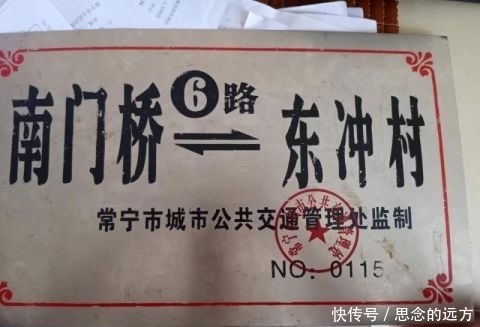 6路
南门桥 ⇌ 东冲村
常宁市城市公共交通管理处监制
NO: 0115
快传号 / 思念的远方